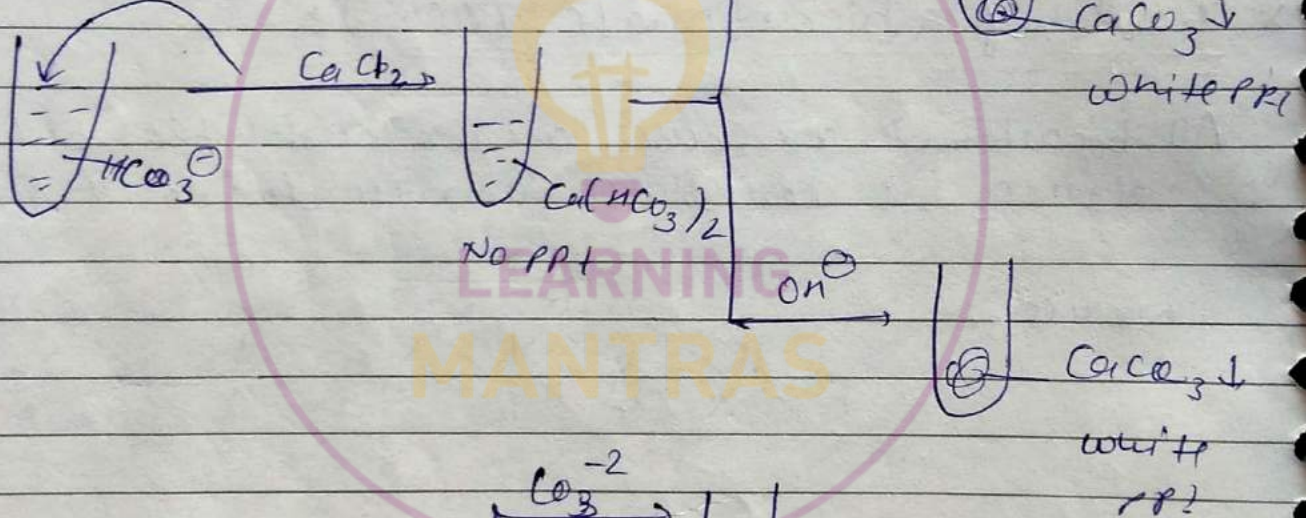 CaCO3↓
white ppt
CaCl2
HCO3⊖
Ca(HCO3)2
No ppt
OH⊖
CaCO3↓
white
ppt
CO3-2
LEARNING
MANTRAS